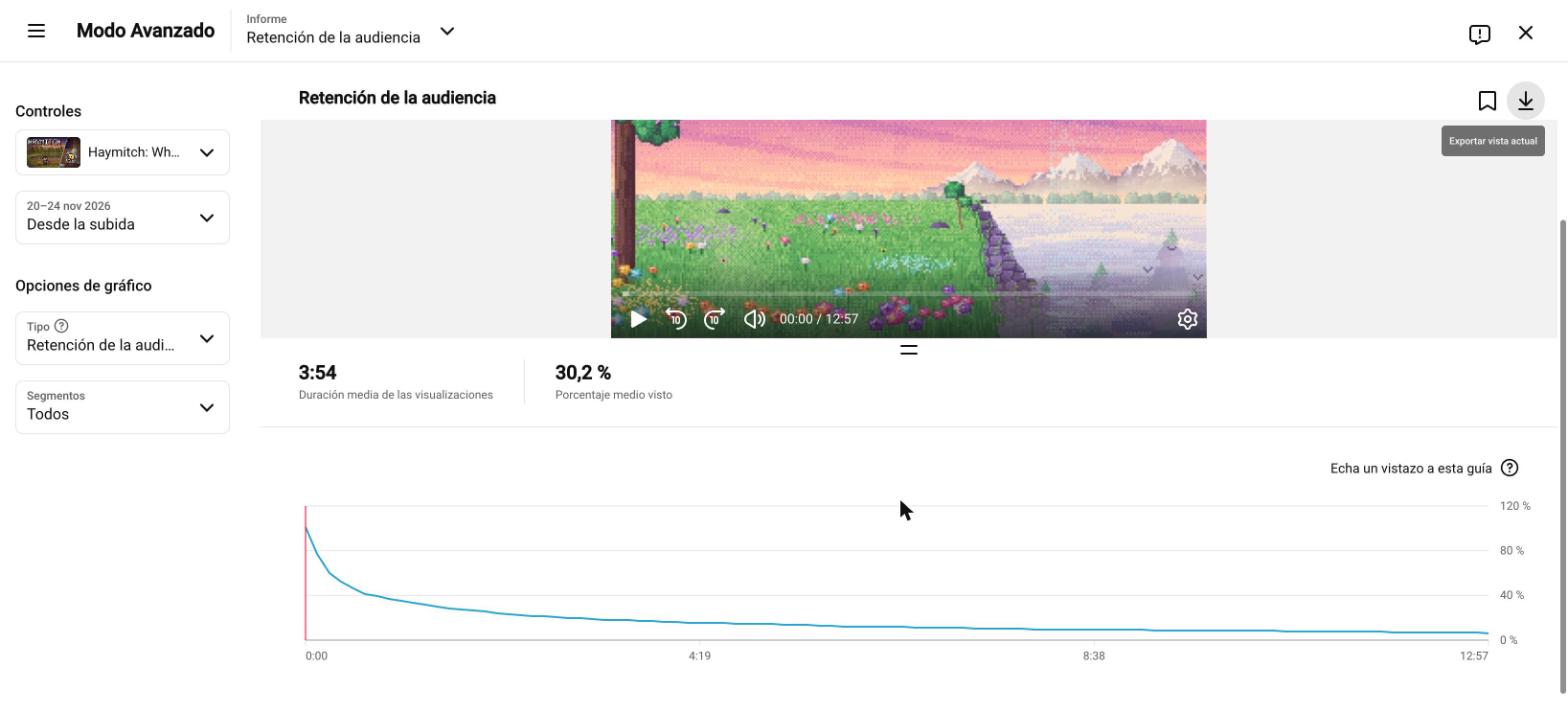 Modo Avanzado
Informe
Retención de la audiencia
Controles
Haymitch: Wh...
20–24 nov 2026
Desde la subida
Opciones de gráfico
Tipo
Retención de la audi...
Segmentos
Todos
Retención de la audiencia
Exportar vista actual
10
10
00:00 / 12:57
3:54
Duración media de las visualizaciones
30,2 %
Porcentaje medio visto
Echa un vistazo a esta guía
120 %
80 %
40 %
0 %
0:00
4:19
8:38
12:57